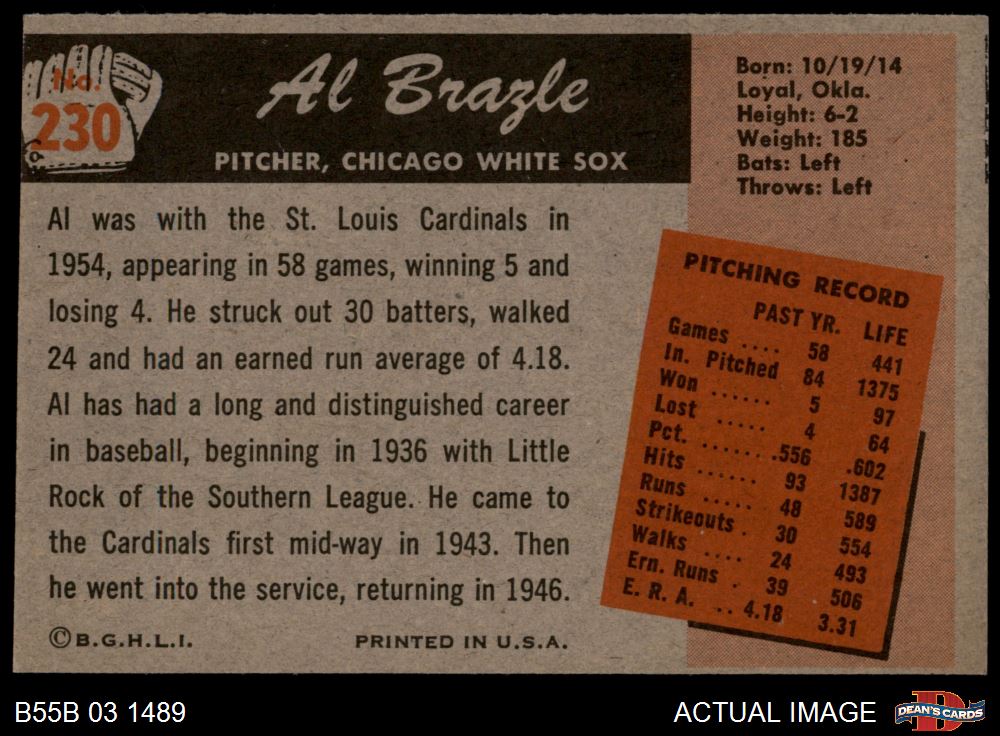 No.
230
Al Brazle
PITCHER, CHICAGO WHITE SOX
Born: 10/19/14
Loyal, Okla.
Height: 6-2
Weight: 185
Bats: Left
Throws: Left
Al was with the St. Louis Cardinals in
1954, appearing in 58 games, winning 5 and
losing 4. He struck out 30 batters, walked
24 and had an earned run average of 4.18.
Al has had a long and distinguished career
in baseball, beginning in 1936 with Little
Rock of the Southern League. He came to
the Cardinals first mid-way in 1943. Then
he went into the service, returning in 1946.
©B.G.H.L.I. PRINTED IN U.S.A.
PITCHING RECORD
PAST YR. LIFE
Games .... 58 441
In. Pitched 84 1375
Won ...... 5 97
Lost ..... 4 64
Pct. ....... .556 .602
Hits ...... 93 1387
Runs ..... 48 589
Strikeouts . 30 554
Walks .... 24 493
Ern. Runs . 39 506
E. R. A. .. 4.18 3.31
B55B 03 1489
ACTUAL IMAGE
D
DEAN'S CARDS